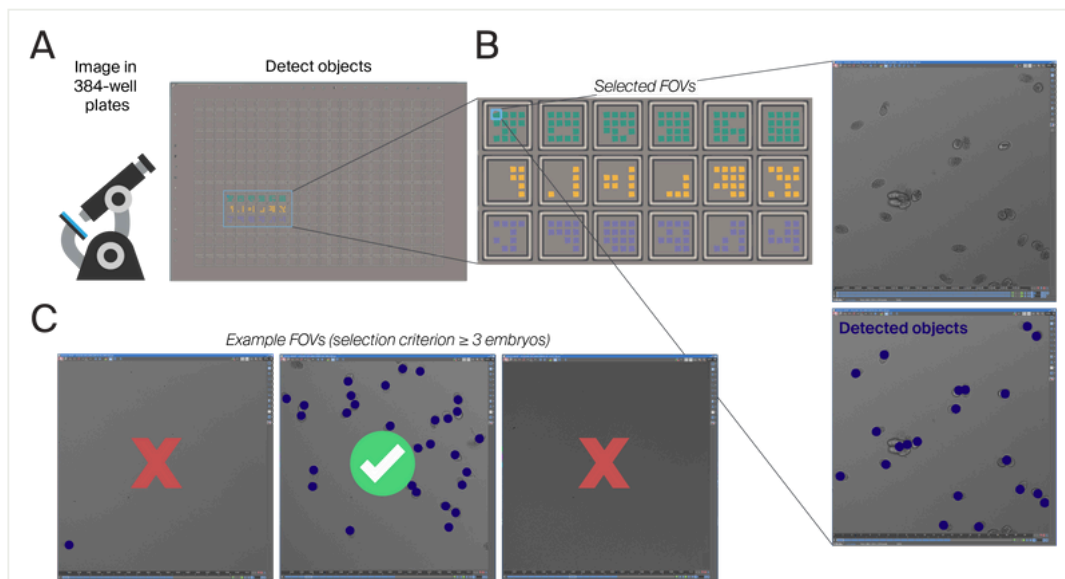 A
Image in
384-well
plates
Detect objects
B
Selected FOVs
Detected objects
C
Example FOVs (selection criterion ≥ 3 embryos)